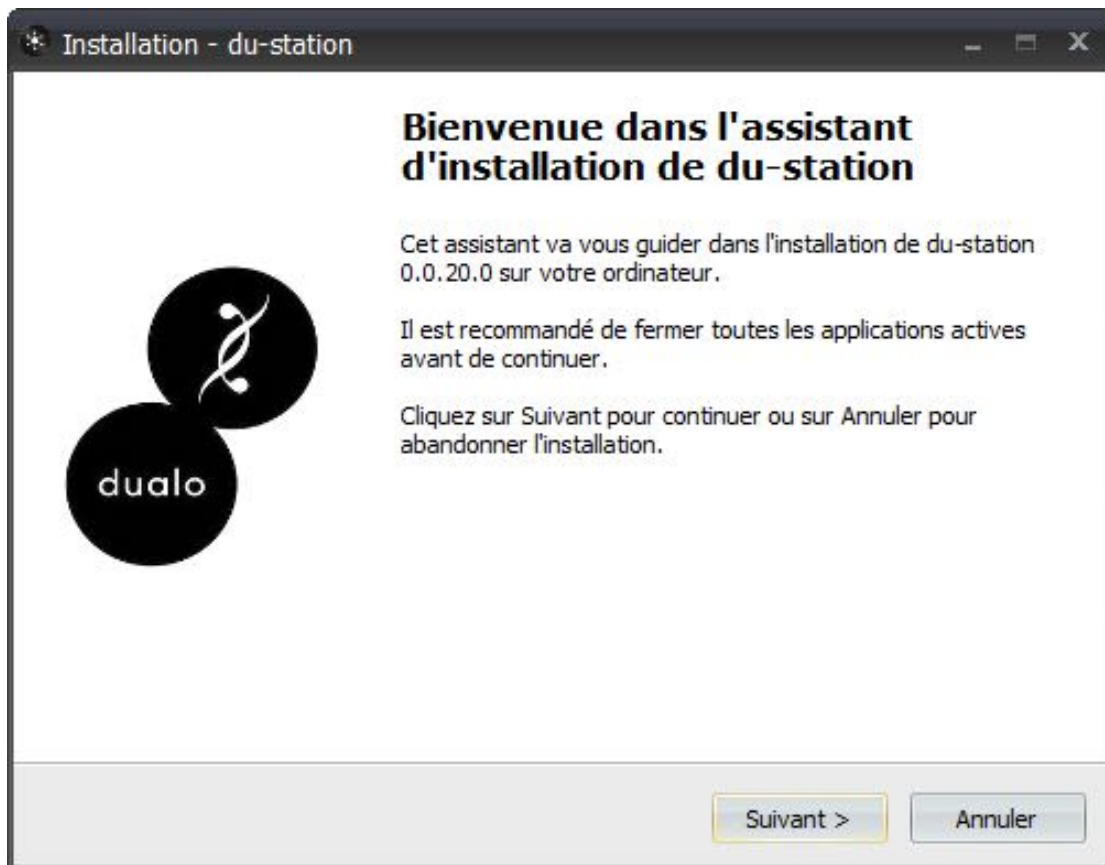 Installation - du-station
Bienvenue dans l'assistant
d'installation de du-station
Cet assistant va vous guider dans l'installation de du-station
0.0.20.0 sur votre ordinateur.
Il est recommandé de fermer toutes les applications actives
avant de continuer.
Cliquez sur Suivant pour continuer ou sur Annuler pour
abandonner l'installation.
dualo
Suivant >
Annuler